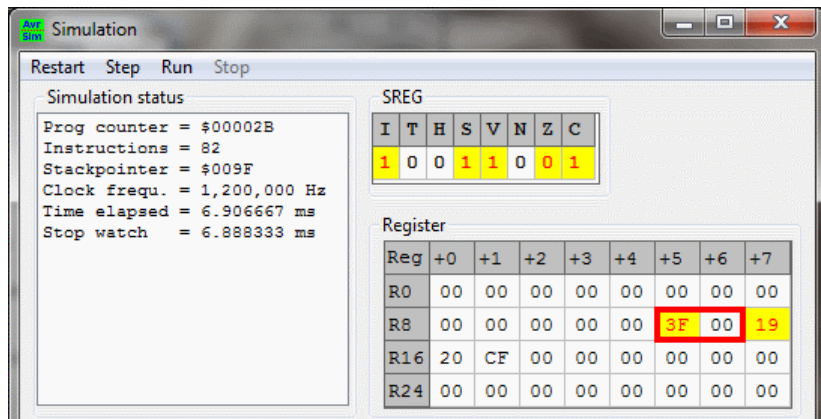 Avr Sim Simulation
Restart Step Run Stop
Simulation status
Prog counter = $00002B
Instructions = 82
Stackpointer = $009F
Clock frequ. = 1,200,000 Hz
Time elapsed = 6.906667 ms
Stop watch = 6.888333 ms
SREG
I T H S V N Z C
1 0 0 1 1 0 0 1
Register
Reg +0 +1 +2 +3 +4 +5 +6 +7
R0 00 00 00 00 00 00 00 00
R8 00 00 00 00 00 3F 00 19
R16 20 CF 00 00 00 00 00 00
R24 00 00 00 00 00 00 00 00